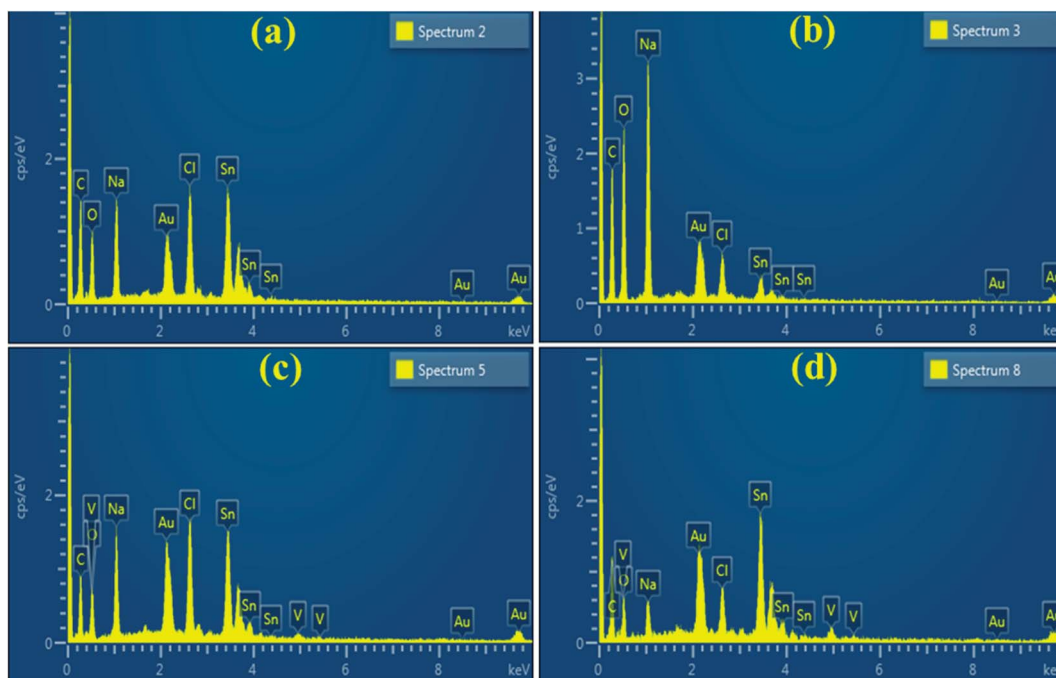 (a)
Spectrum 2
cps/eV
2
0
C
O
Na
Au
Cl
Sn
Sn
Sn
Au
Au
0 2 4 6 8 keV
(b)
Spectrum 3
cps/eV
3
2
1
0
C
O
Na
Au
Cl
Sn
Sn
Sn
Au
Au
0 2 4 6 8 keV
(c)
Spectrum 5
cps/eV
2
0
C
V
O
Na
Au
Cl
Sn
Sn
Sn
V
V
Au
Au
0 2 4 6 8 keV
(d)
Spectrum 8
cps/eV
2
0
C
V
O
Na
Au
Cl
Sn
Sn
Sn
V
V
Au
Au
0 2 4 6 8 keV